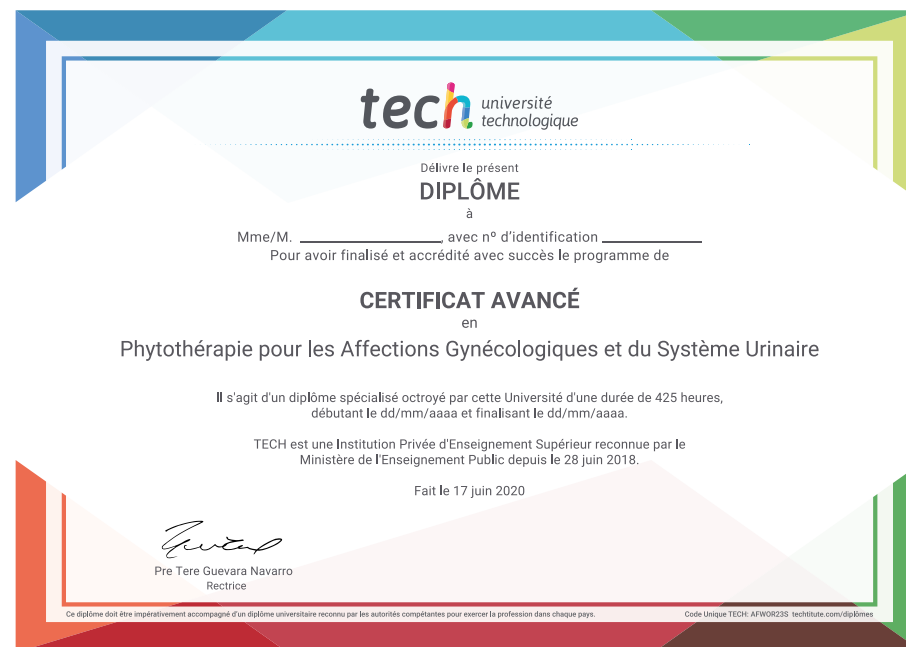 tech université
technologique
Délivre le présent
DIPLÔME
à
Mme/M. ____________, avec nº d'identification ____________
Pour avoir finalisé et accrédité avec succès le programme de
CERTIFICAT AVANCÉ
en
Phytothérapie pour les Affections Gynécologiques et du Système Urinaire
Il s'agit d'un diplôme spécialisé octroyé par cette Université d'une durée de 425 heures,
débutant le dd/mm/aaaa et finalisant le dd/mm/aaaa.
TECH est une Institution Privée d'Enseignement Supérieur reconnue par le
Ministère de l'Enseignement Public depuis le 28 juin 2018.
Fait le 17 juin 2020
Pre Tere Guevara Navarro
Rectrice
Ce diplôme doit être impérativement accompagné d'un diplôme universitaire reconnu par les autorités compétentes pour exercer la profession dans chaque pays.
Code Unique TECH: AFWOR23S techtitute.com/diplômes